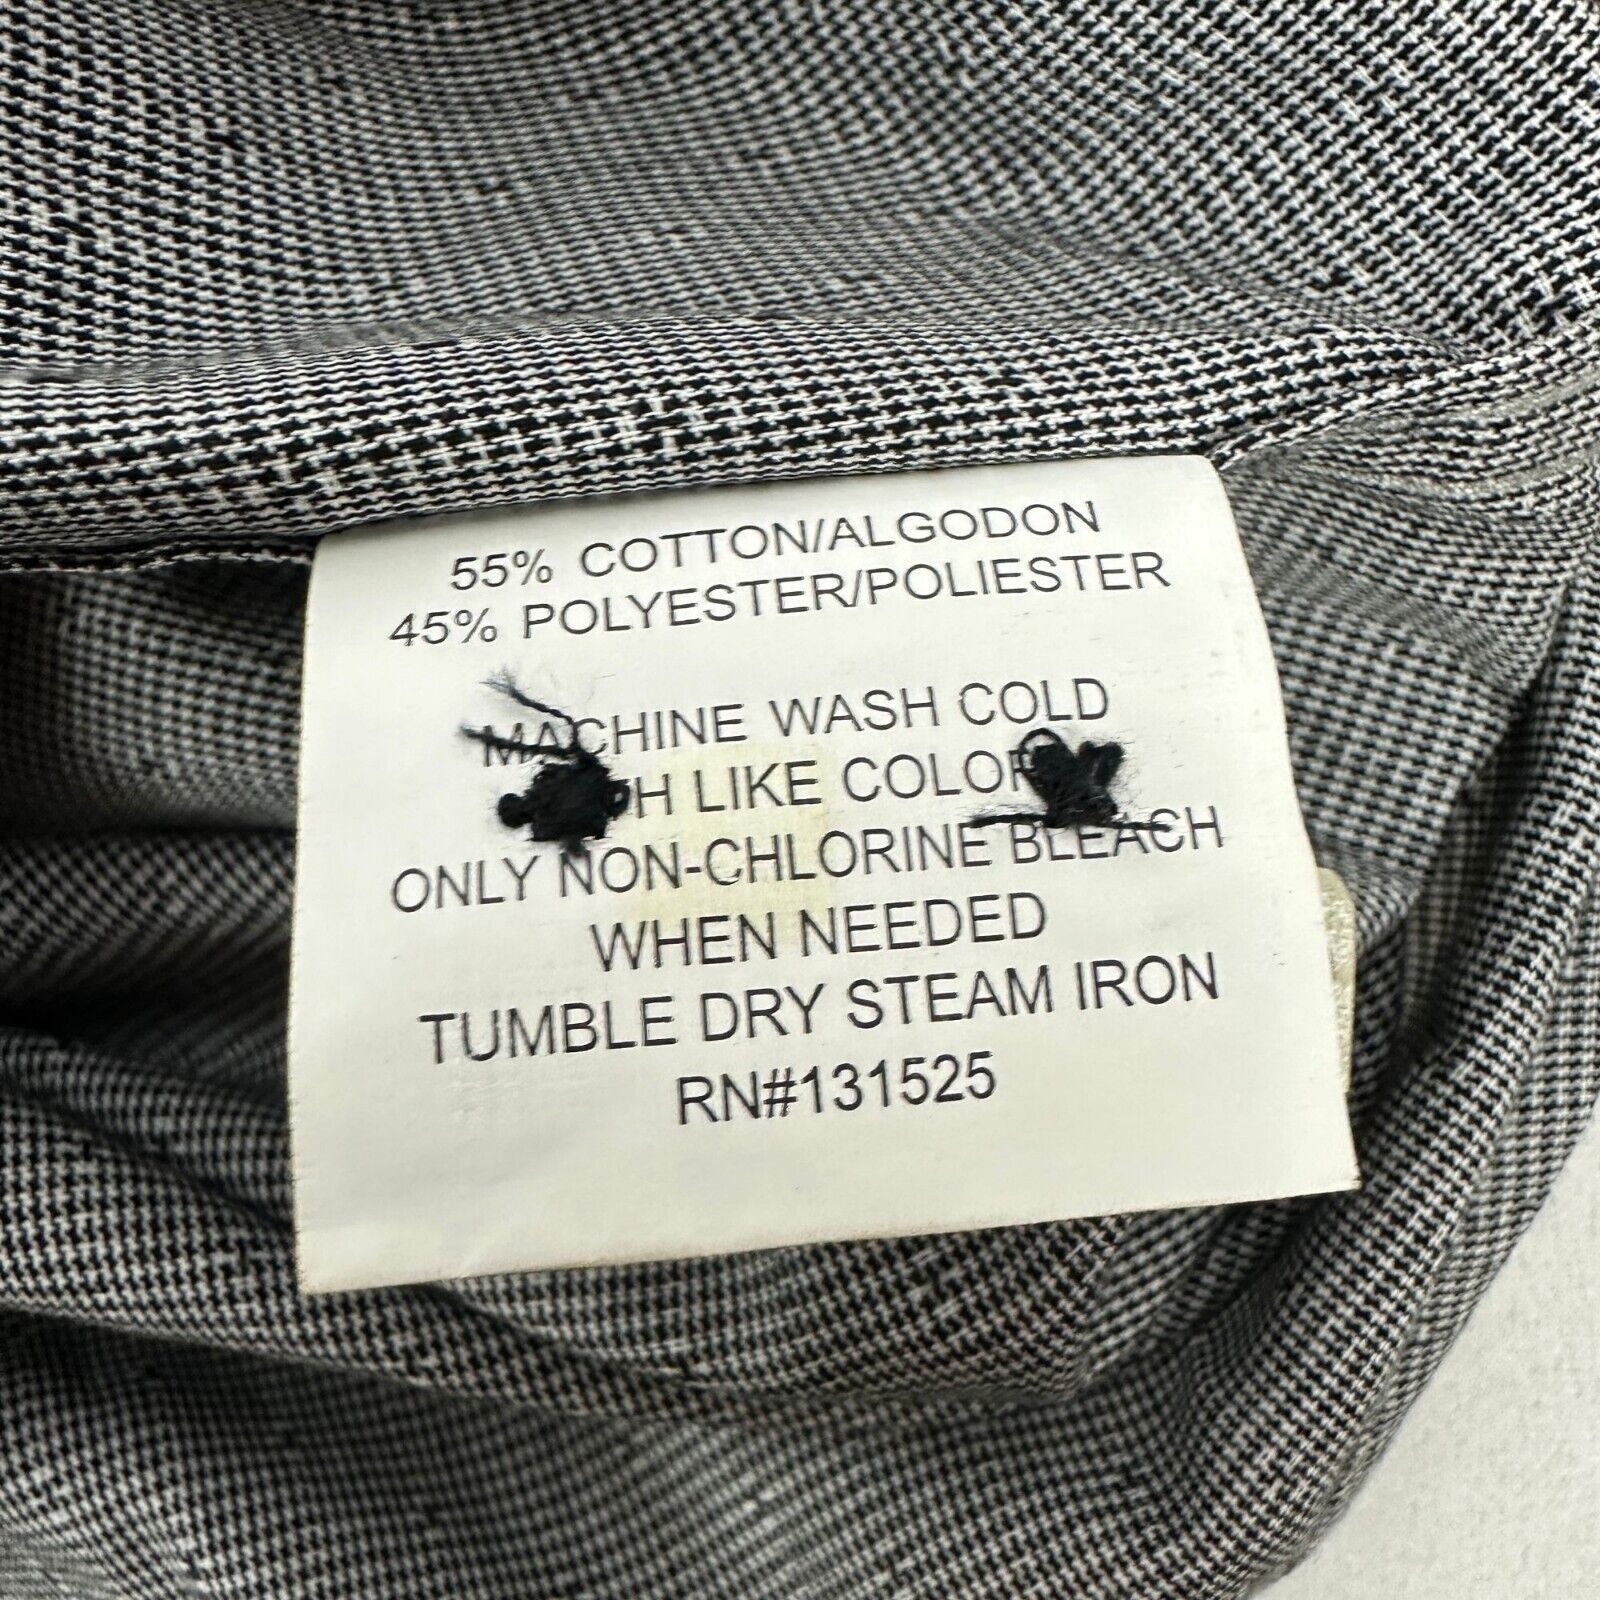 55% COTTON/ALGODON
45% POLYESTER/POLIESTER
MACHINE WASH COLD
LIKE COLORS
ONLY NON-CHLORINE BLEACH
WHEN NEEDED
TUMBLE DRY STEAM IRON
RN#131525